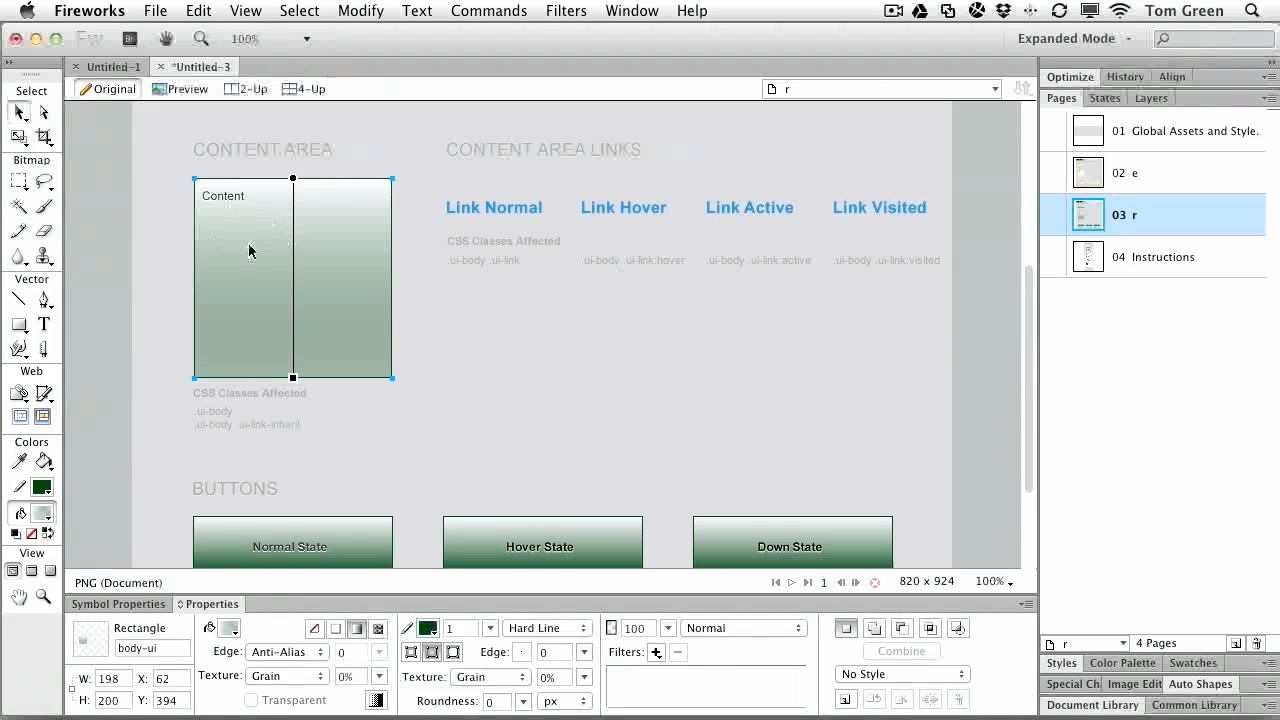 Fireworks File Edit View Select Modify Text Commands Filters Window Help Tom Green
Fw Br 100% Expanded Mode
Untitled-1 *Untitled-3
Original Preview 2-Up 4-Up r
Optimize History Align
Pages States Layers
01 Global Assets and Style.
02 e
03 r
04 Instructions
Select
Bitmap
Vector
Web
Colors
View
CONTENT AREA CONTENT AREA LINKS
Content
Link Normal Link Hover Link Active Link Visited
CSS Classes Affected
.ui-body .ui-link .ui-body .ui-link:hover .ui-body .ui-link:active .ui-body .ui-link:visited
CSS Classes Affected
.ui-body
.ui-body .ui-link-inherit
BUTTONS
Normal State Hover State Down State
PNG (Document) 1 820 x 924 100%
Symbol Properties Properties
Rectangle
body-ui
W: 198 X: 62
H: 200 Y: 394
Edge: Anti-Alias 0
Texture: Grain 0%
Transparent
1 Hard Line
Edge: 0
Texture: Grain 0%
Roundness: 0 px
100 Normal
Filters:
Combine
No Style
r 4 Pages
Styles Color Palette Swatches
Special Ch Image Edit Auto Shapes
Document Library Common Library